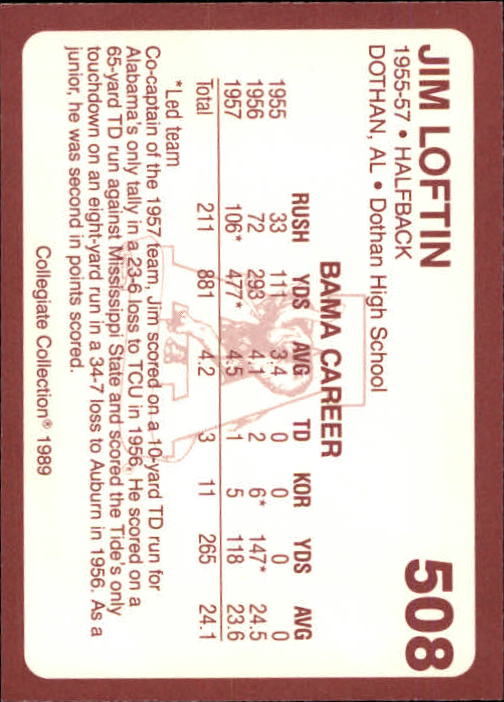 JIM LOFTIN 508
1955-57 • HALFBACK
DOTHAN, AL • Dothan High School
BAMA CAREER
RUSH YDS AVG TD KOR YDS AVG
1955 33 111 3.4 0 0 0 0
1956 72 293 4.1 2 6* 147* 24.5
1957 106* 477* 4.5 1 5 118 23.6
Total 211 881 4.2 3 11 265 24.1
*Led team
Co-captain of the 1957 team, Jim scored on a 10-yard TD run for
Alabama's only tally in a 23-6 loss to TCU in 1956. He scored on a
65-yard TD run against Mississippi State and scored the Tide's only
touchdown on an eight-yard run in a 34-7 loss to Auburn in 1956. As a
junior, he was second in points scored.
Collegiate Collection® 1989